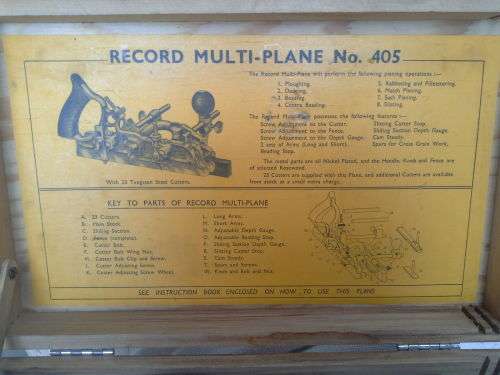 RECORD MULTI-PLANE No. 405
The Record Multi-Plane will perform the following planing operations :—
1. Ploughing.
2. Dadoing.
3. Beading.
4. Centre Beading.
5. Rabbeting and Filletstering.
6. Match Planing.
7. Sash Planing.
8. Slitting.
The Record Multi-Plane possesses the following features :—
Screw Adjustment to the Cutter.
Screw Adjustment to the Fence.
Screw Adjustment to the Depth Gauge.
2 sets of Arms (Long and Short).
Beading Stop.
Slitting Cutter Stop.
Sliding Section Depth Gauge.
Cam Steady.
Spurs for Cross Grain Work.
The metal parts are all Nickel Plated, and the Handle, Knob and Fence are
of selected Rosewood.
23 Cutters are supplied with this Plane, and additional Cutters are available
from stock at a small extra charge.
With 23 Tungsten Steel Cutters.
KEY TO PARTS OF RECORD MULTI-PLANE
A. 23 Cutters.
B. Main Stock.
C. Sliding Section.
D. Fence (complete).
E. Cutter Bolt.
F. Cutter Bolt Wing Nut.
H. Cutter Bolt Clip and Screw.
Cutter Adjusting Screw.
K. Cutter Adjusting Screw Wheel.
L. Long Arms.
M. Short Arms.
N. Adjustable Depth Gauge.
O. Adjustable Beading Stop.
P. Sliding Section Depth Gauge.
Slitting Cutter Stop.
Cam Steady.
Spurs and Screws.
W. Knob and Bolt and Nut.
SEE INSTRUCTION BOOK ENCLOSED ON HOW TO USE THIS PLANE